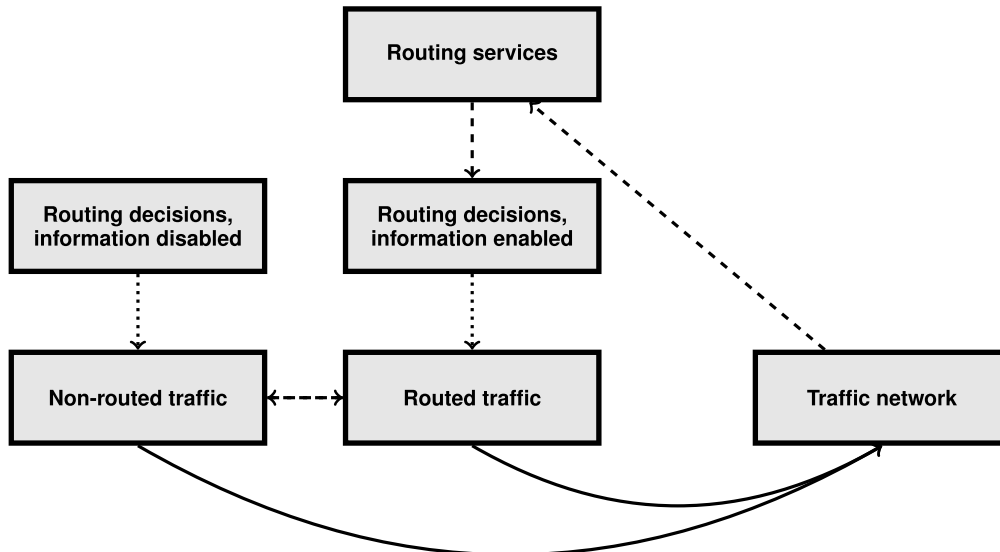 Routing services
Routing decisions,
information disabled
Routing decisions,
information enabled
Non-routed traffic
Routed traffic
Traffic network